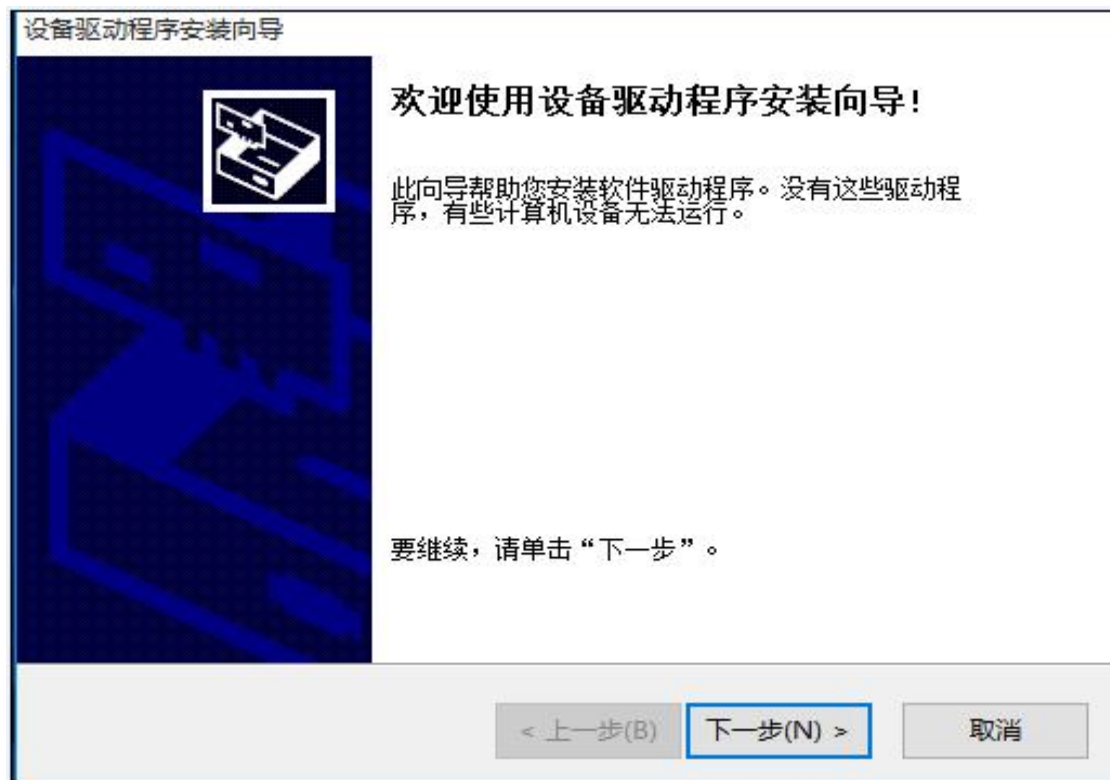 设备驱动程序安装向导
欢迎使用设备驱动程序安装向导!
此向导帮助您安装软件驱动程序。没有这些驱动程
序，有些计算机设备无法运行。
要继续，请单击“下一步”。
< 上一步(B)
下一步(N) >
取消